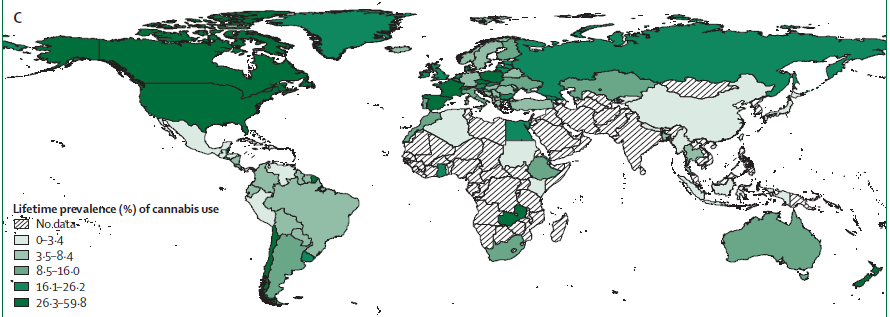 C
Lifetime prevalence (%) of cannabis use
No data
0–3·4
3·5–8·4
8·5–16·0
16·1–26·2
26·3–59·8